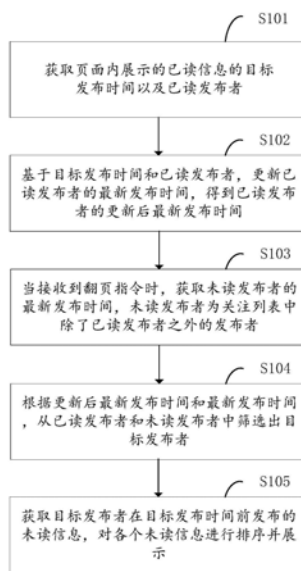 S101
获取页面内展示的已读信息的目标
发布时间以及已读发布者
S102
基于目标发布时间和已读发布者，更新已
读发布者的最新发布时间，得到已读发布
者的更新后最新发布时间
S103
当接收到翻页指令时，获取未读发布者的
最新发布时间，未读发布者为关注列表中
除了已读发布者之外的发布者
S104
根据更新后最新发布时间和最新发布时间
，从已读发布者和未读发布者中筛选出目
标发布者
S105
获取目标发布者在目标发布时间前发布的
未读信息，对各个未读信息进行排序并展
示